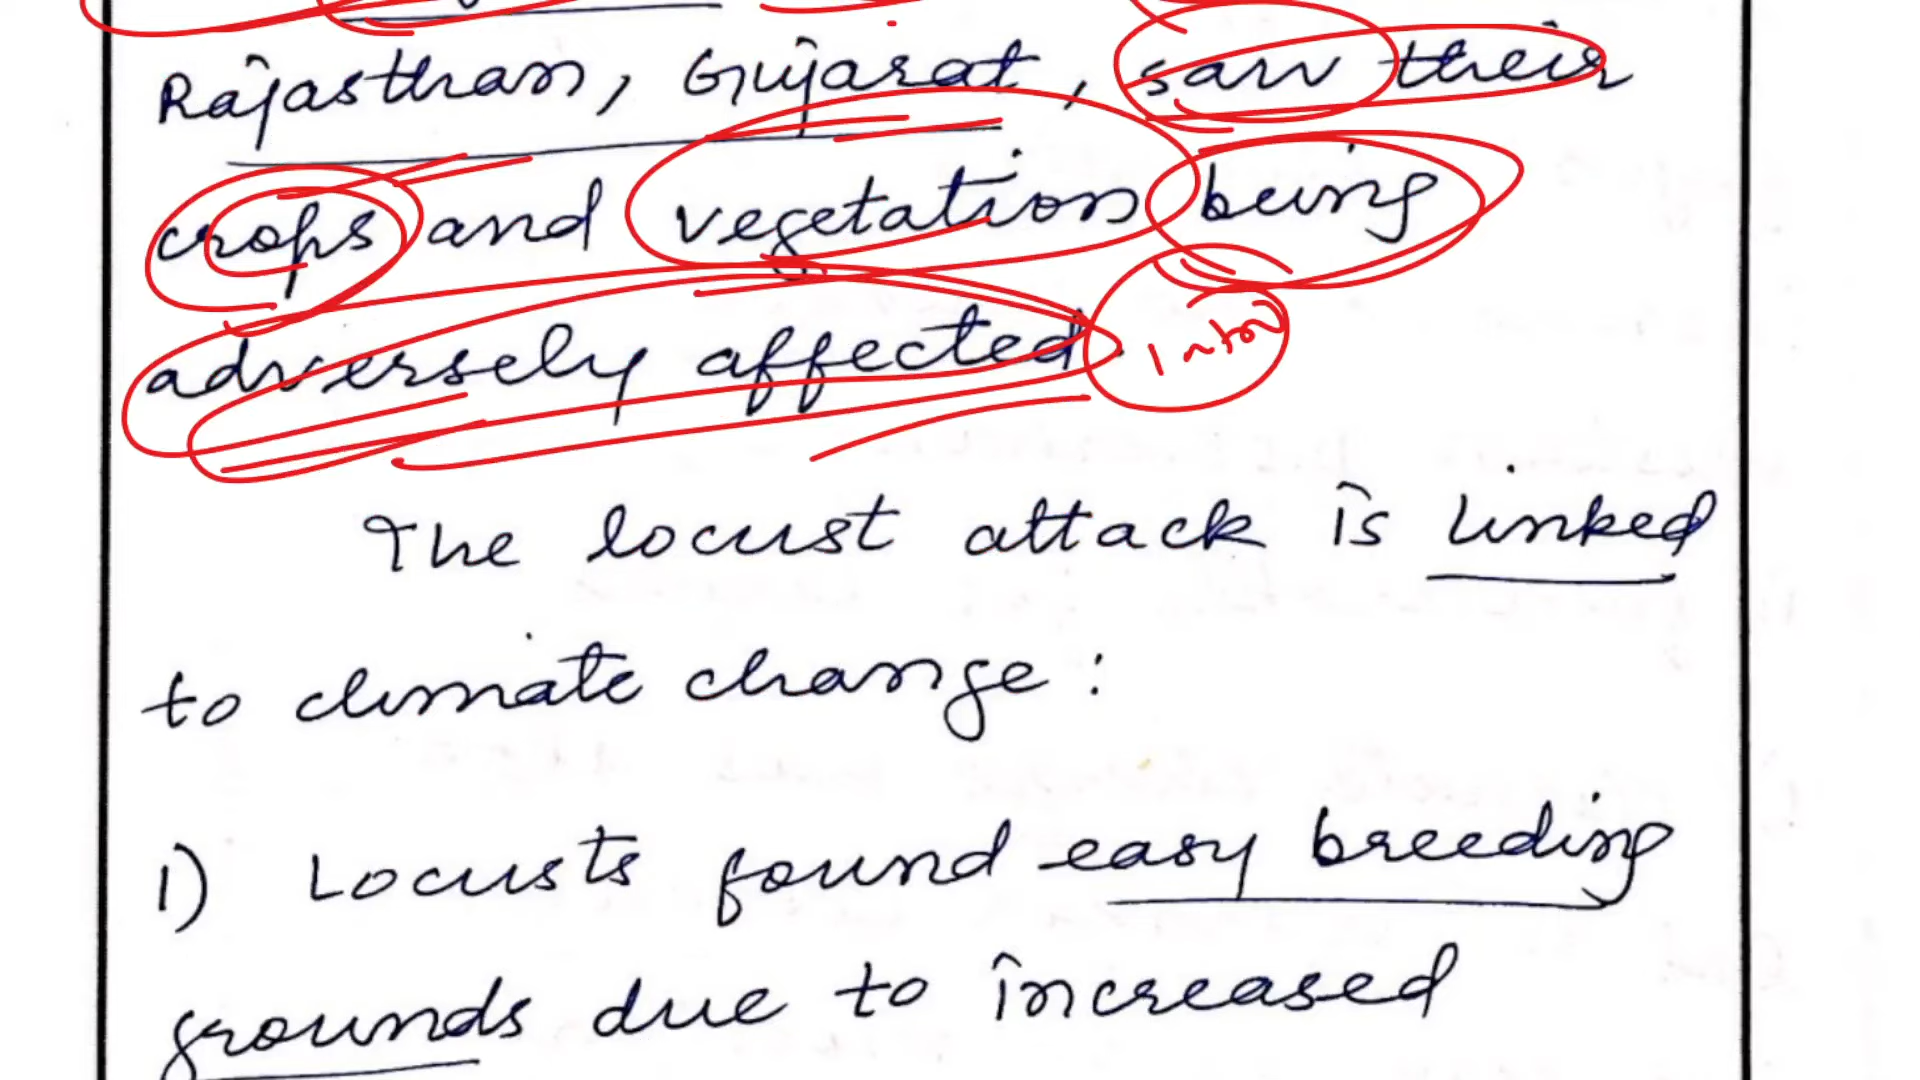 Rajasthan, Gujarat, saw their
crops and vegetation being
adversely affected. Intro
The locust attack is linked
to climate change:
1) Locusts found easy breeding
grounds due to increased